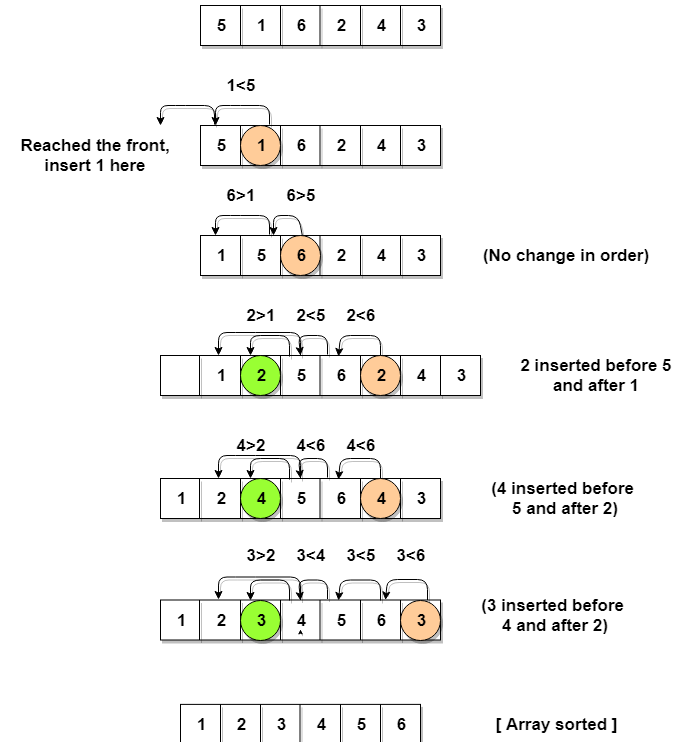 5 1 6 2 4 3
1<5
Reached the front,
insert 1 here
5 1 6 2 4 3
6>1 6>5
1 5 6 2 4 3
(No change in order)
2>1 2<5 2<6
1 2 5 6 2 4 3
2 inserted before 5
and after 1
4>2 4<6 4<6
1 2 4 5 6 4 3
(4 inserted before
5 and after 2)
3>2 3<4 3<5 3<6
1 2 3 4 5 6 3
(3 inserted before
4 and after 2)
1 2 3 4 5 6
[ Array sorted ]